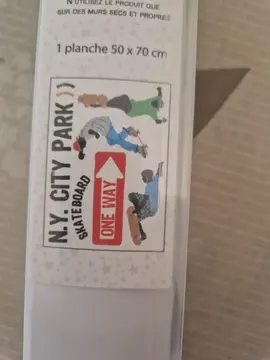 N'UTILISEZ LE PRODUIT QUE
SUR DES MURS SECS ET PROPRES
1 planche 50 x 70 cm
N.Y. CITY PARK ))
SKATEBOARD
ONE WAY